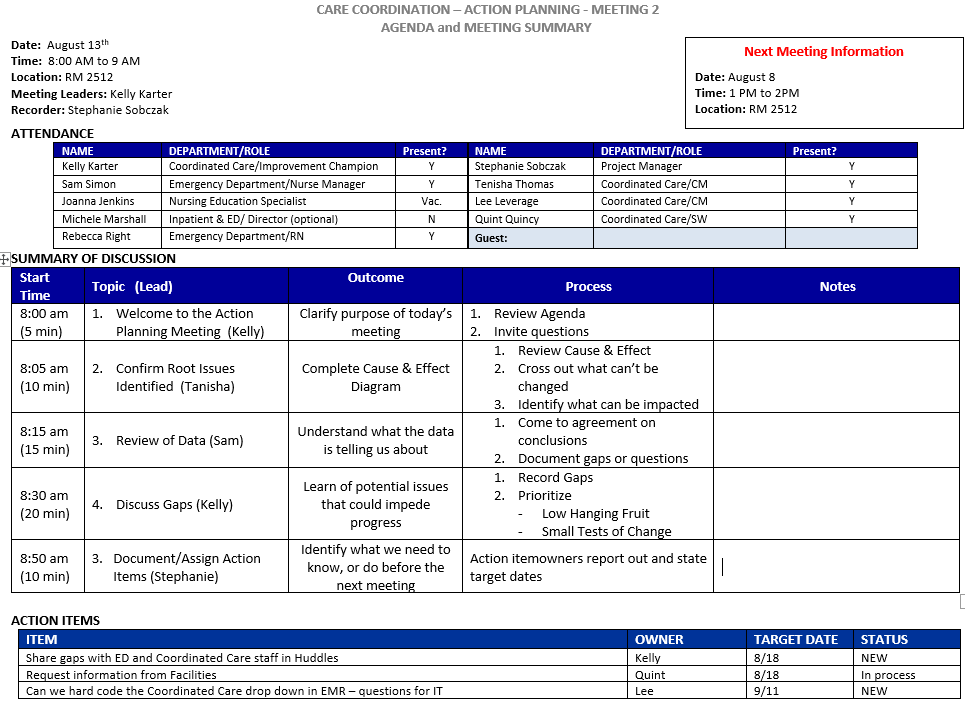 CARE COORDINATION – ACTION PLANNING - MEETING 2
AGENDA and MEETING SUMMARY
Date: August 13th
Time: 8:00 AM to 9 AM
Location: RM 2512
Meeting Leaders: Kelly Karter
Recorder: Stephanie Sobczak
Next Meeting Information
Date: August 8
Time: 1 PM to 2PM
Location: RM 2512
ATTENDANCE
NAME DEPARTMENT/ROLE Present? NAME DEPARTMENT/ROLE Present?
Kelly Karter Coordinated Care/Improvement Champion Y Stephanie Sobczak Project Manager Y
Sam Simon Emergency Department/Nurse Manager Y Tenisha Thomas Coordinated Care/CM Y
Joanna Jenkins Nursing Education Specialist Vac. Lee Leverage Coordinated Care/CM Y
Michele Marshall Inpatient & ED/ Director (optional) N Quint Quincy Coordinated Care/SW Y
Rebecca Right Emergency Department/RN Y Guest:
SUMMARY OF DISCUSSION
Start
Time
Topic (Lead)
Outcome
Process
Notes
8:00 am
(5 min)
1. Welcome to the Action
Planning Meeting (Kelly)
Clarify purpose of today's
meeting
1. Review Agenda
2. Invite questions
8:05 am
(10 min)
2. Confirm Root Issues
Identified (Tanisha)
Complete Cause & Effect
Diagram
1. Review Cause & Effect
2. Cross out what can't be
changed
3. Identify what can be impacted
8:15 am
(15 min)
3. Review of Data (Sam)
Understand what the data
is telling us about
1. Come to agreement on
conclusions
2. Document gaps or questions
8:30 am
(20 min)
4. Discuss Gaps (Kelly)
Learn of potential issues
that could impede
progress
1. Record Gaps
2. Prioritize
- Low Hanging Fruit
- Small Tests of Change
8:50 am
(10 min)
3. Document/Assign Action
Items (Stephanie)
Identify what we need to
know, or do before the
next meeting
Action itemowners report out and state
target dates
ACTION ITEMS
ITEM OWNER TARGET DATE STATUS
Share gaps with ED and Coordinated Care staff in Huddles Kelly 8/18 NEW
Request information from Facilities Quint 8/18 In process
Can we hard code the Coordinated Care drop down in EMR – questions for IT Lee 9/11 NEW